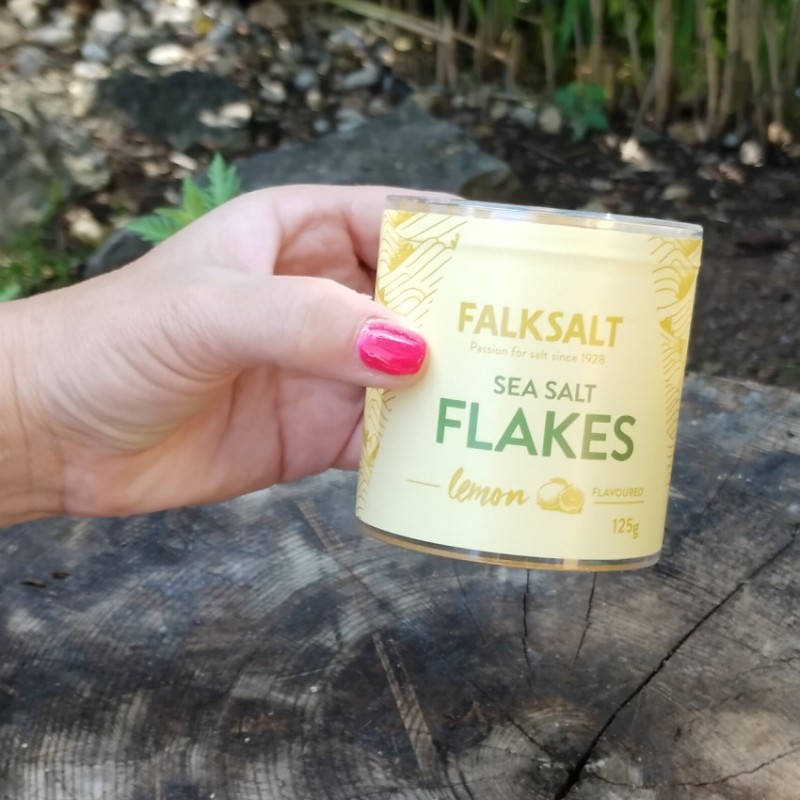 FALKSALT
Passion for salt since 1928
SEA SALT
FLAKES
lemon FLAVOURED
125g